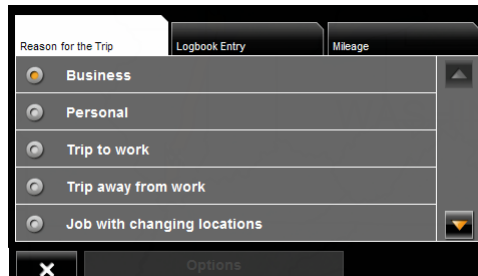 Reason for the Trip
Logbook Entry
Mileage
Business
Personal
Trip to work
Trip away from work
Job with changing locations
Options